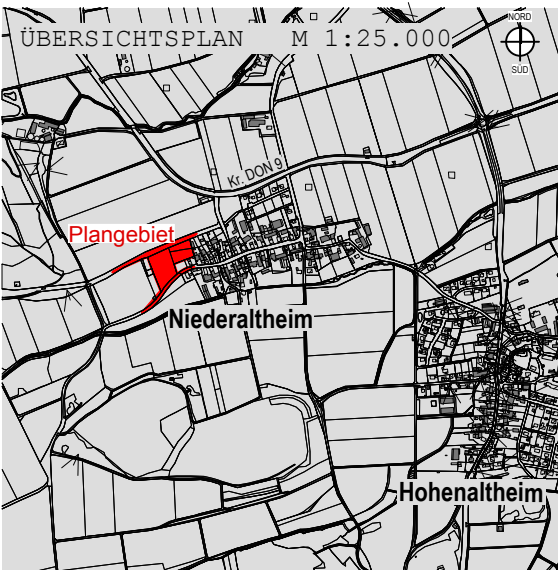 ÜBERSICHTSPLAN M 1:25.000
NORD
SÜD
Kr. DON 9
Plangebiet
Niederaltheim
Hohenaltheim